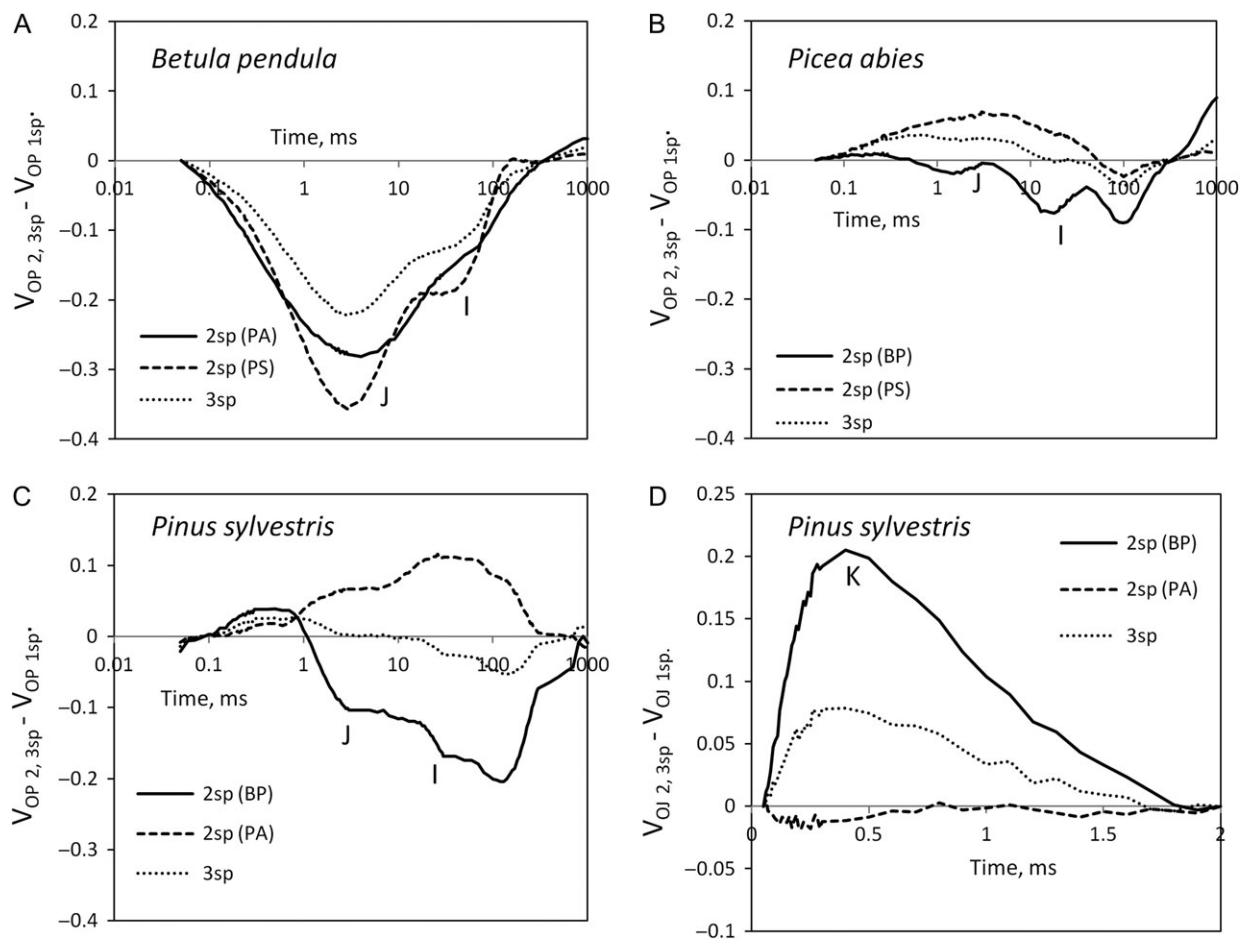 A
Betula pendula
V_OP 2, 3sp - V_OP 1sp.
0.2
0.1
0
−0.1
−0.2
−0.3
−0.4
Time, ms
0.01 0.1 1 10 100 1000
2sp (PA)
2sp (PS)
3sp
J
I
B
Picea abies
V_OP 2, 3sp - V_OP 1sp.
0.2
0.1
0
−0.1
−0.2
−0.3
−0.4
0.01 0.1 1 10 100 1000
Time, ms
J
I
2sp (BP)
2sp (PS)
3sp
C
Pinus sylvestris
V_OP 2, 3sp - V_OP 1sp.
0.2
0.1
0
−0.1
−0.2
−0.3
−0.4
0.01 0.1 1 10 100 1000
Time, ms
J
I
2sp (BP)
2sp (PA)
3sp
D
Pinus sylvestris
V_OJ 2, 3sp - V_OJ 1sp.
0.25
0.2
0.15
0.1
0.05
0
−0.05
−0.1
2sp (BP)
2sp (PA)
3sp
K
0 0.5 1 1.5 2
Time, ms